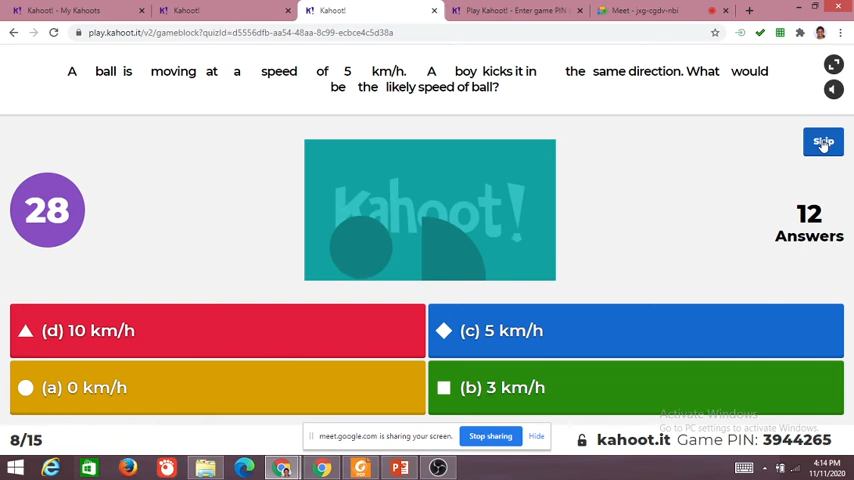 Kahoot! - My Kahoots
Kahoot!
Kahoot!
Play Kahoot! - Enter game PIN
Meet - jxg-cgdv-nbi
play.kahoot.it/v2/gameblock?quizId=d5556dfb-aa54-48aa-8c99-ecbce4c5d38a
A ball is moving at a speed of 5 km/h. A boy kicks it in the same direction. What would
be the likely speed of ball?
Skip
28
Kahoot!
12
Answers
(d) 10 km/h
(c) 5 km/h
(a) 0 km/h
(b) 3 km/h
Activate Windows
Go to PC settings to activate Windows.
8/15
meet.google.com is sharing your screen.
Stop sharing
Hide
kahoot.it Game PIN: 3944265
4:14 PM
11/11/2020